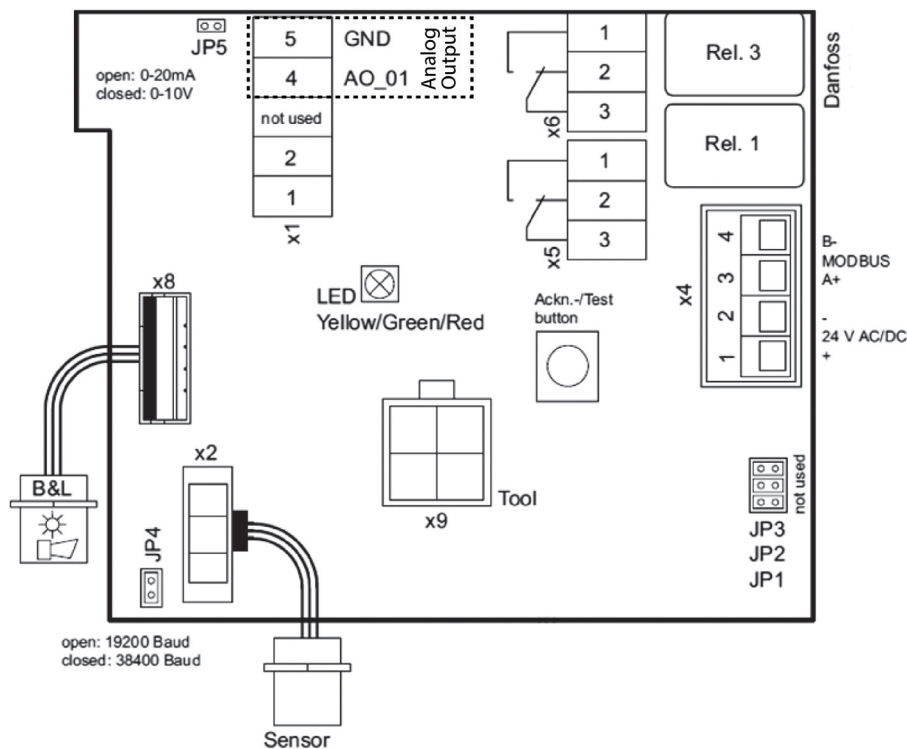 JP5
open: 0-20mA
closed: 0-10V
5 GND
4 AO_01
Analog
Output
not used
2
1
x1
1
2
3
x6
1
2
3
x5
Rel. 3
Rel. 1
Danfoss
4
3
2
1
x4
B-
MODBUS
A+
-
24 V AC/DC
+
x8
LED
Yellow/Green/Red
Ackn.-/Test
button
B&L
x2
JP4
open: 19200 Baud
closed: 38400 Baud
Sensor
Tool
x9
not used
JP3
JP2
JP1